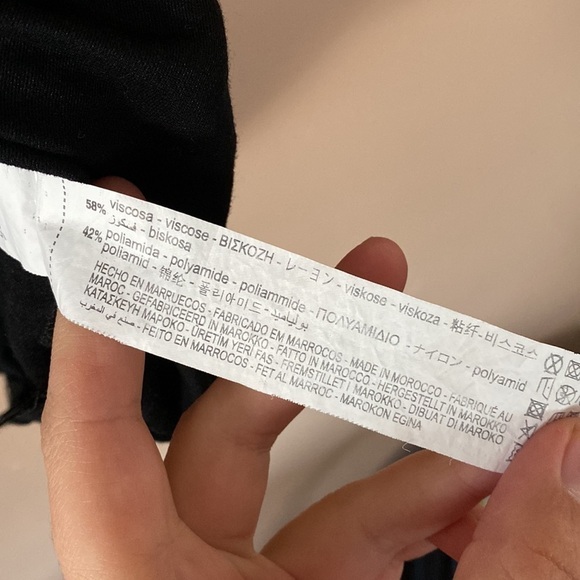 58% viscosa - viscose - ΒΙΣΚΟΖΗ - レーヨン - viskose - viskoza - 粘纤 - 비스코스
فسكوز - biskosa
42% poliamida - polyamide - poliammide - ΠΟΛΥΑΜΙΔΙΟ - ナイロン - polyamid
poliamid - 锦纶 - 폴리아미드 - بولياميد
HECHO EN MARRUECOS - FABRICADO EM MARROCOS - MADE IN MOROCCO - FABRIQUÉ AU
MAROC - GEFABRICEERD IN MAROKKO - FATTO IN MAROCCO - HERGESTELLT IN MAROKKO
ΚΑΤΑΣΚΕΥΗ ΜΑΡΟΚΟ - ÜRETİM YERİ FAS - FREMSTILLET I MAROKKO - DIBUAT DI MAROKO
صنع في المغرب - FEITO EN MARROCOS - FET AL MARROC - MAROKON EGINA